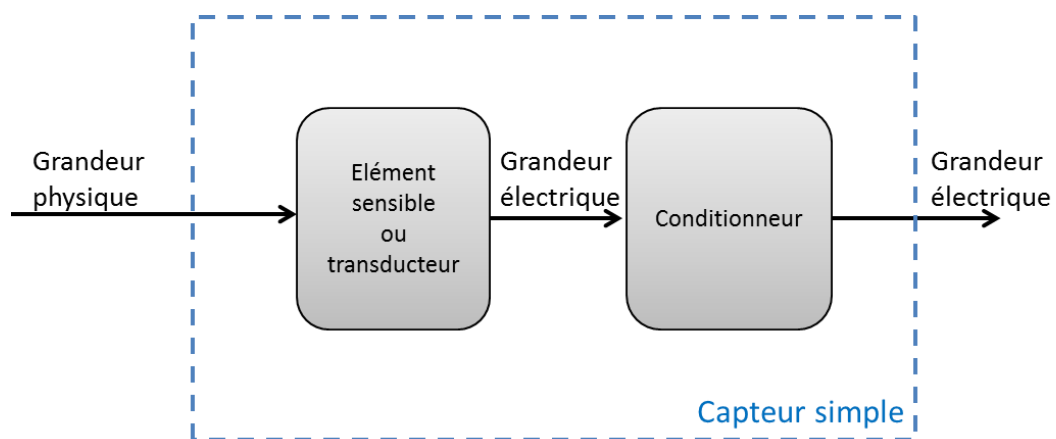 Grandeur
physique
Elément
sensible
ou
transducteur
Grandeur
électrique
Conditionneur
Grandeur
électrique
Capteur simple